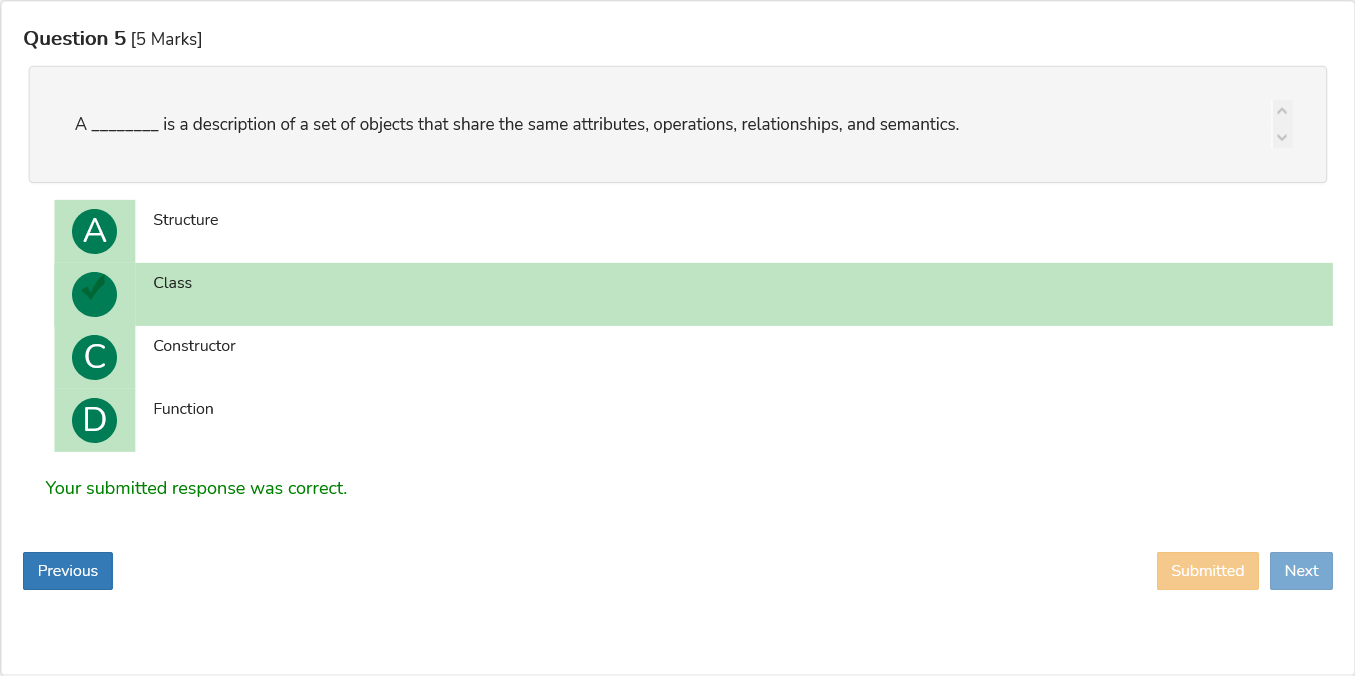 Question 5 [5 Marks]
A ________ is a description of a set of objects that share the same attributes, operations, relationships, and semantics.
A Structure
Class
C Constructor
D Function
Your submitted response was correct.
Previous
Submitted Next